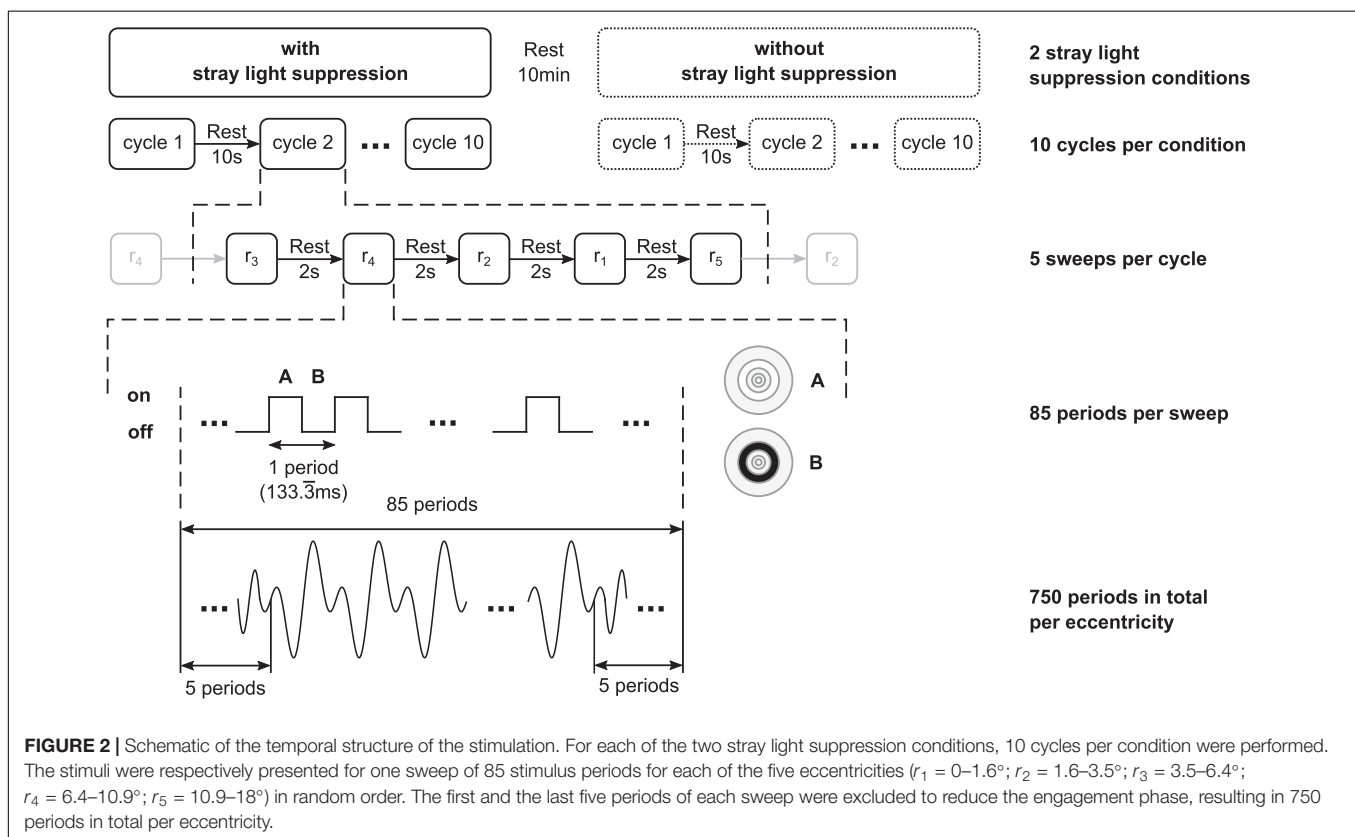 with
stray light suppression
Rest
10min
without
stray light suppression
2 stray light
suppression conditions
cycle 1
Rest
10s
cycle 2
...
cycle 10
cycle 1
Rest
10s
cycle 2
...
cycle 10
10 cycles per condition
r₄
r₃
Rest
2s
r₄
Rest
2s
r₂
Rest
2s
r₁
Rest
2s
r₅
r₂
5 sweeps per cycle
on
off
...
A B
...
...
1 period
(133.3̅ms)
A
B
85 periods per sweep
85 periods
...
...
...
5 periods
5 periods
750 periods in total
per eccentricity
FIGURE 2 | Schematic of the temporal structure of the stimulation. For each of the two stray light suppression conditions, 10 cycles per condition were performed.
The stimuli were respectively presented for one sweep of 85 stimulus periods for each of the five eccentricities (r₁ = 0–1.6°; r₂ = 1.6–3.5°; r₃ = 3.5–6.4°;
r₄ = 6.4–10.9°; r₅ = 10.9–18°) in random order. The first and the last five periods of each sweep were excluded to reduce the engagement phase, resulting in 750
periods in total per eccentricity.